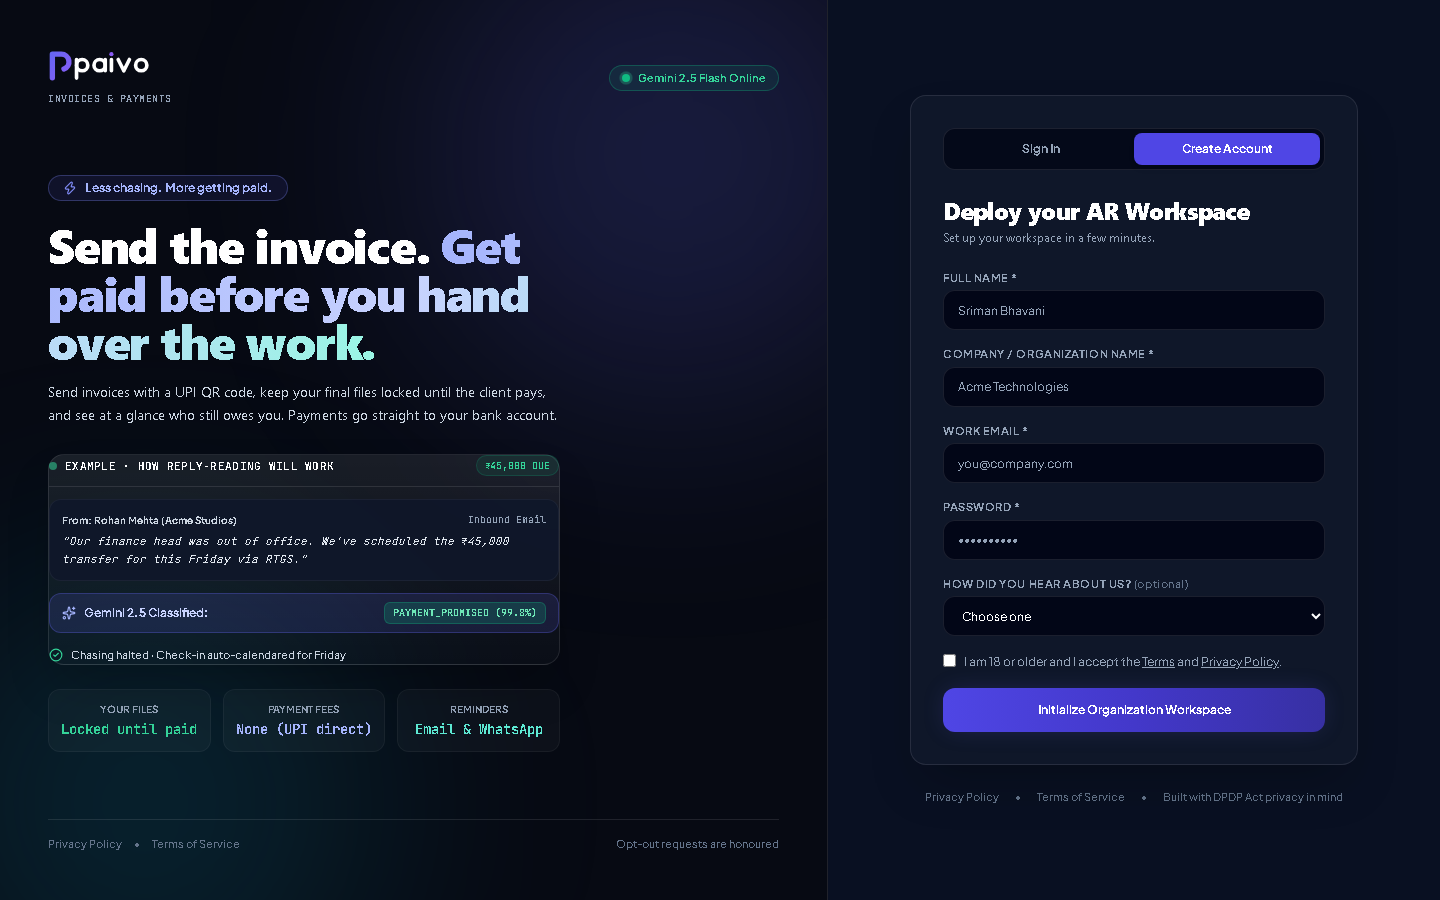 paivo
INVOICES & PAYMENTS
Gemini 2.5 Flash Online
Less chasing. More getting paid.
Send the invoice. Get
paid before you hand
over the work.
Send invoices with a UPI QR code, keep your final files locked until the client pays,
and see at a glance who still owes you. Payments go straight to your bank account.
EXAMPLE · HOW REPLY-READING WILL WORK
₹45,000 DUE
From: Rohan Mehta (Acme Studios)
Inbound Email
"Our finance head was out of office. We've scheduled the ₹45,000
transfer for this Friday via RTGS."
Gemini 2.5 Classified:
PAYMENT_PROMISED (99.8%)
Chasing halted · Check-in auto-calendared for Friday
YOUR FILES
Locked until paid
PAYMENT FEES
None (UPI direct)
REMINDERS
Email & WhatsApp
Privacy Policy • Terms of Service
Opt-out requests are honoured
Sign In
Create Account
Deploy your AR Workspace
Set up your workspace in a few minutes.
FULL NAME *
Sriman Bhavani
COMPANY / ORGANIZATION NAME *
Acme Technologies
WORK EMAIL *
you@company.com
PASSWORD *
••••••••••
HOW DID YOU HEAR ABOUT US? (optional)
Choose one
I am 18 or older and I accept the Terms and Privacy Policy.
Initialize Organization Workspace
Privacy Policy • Terms of Service • Built with DPDP Act privacy in mind